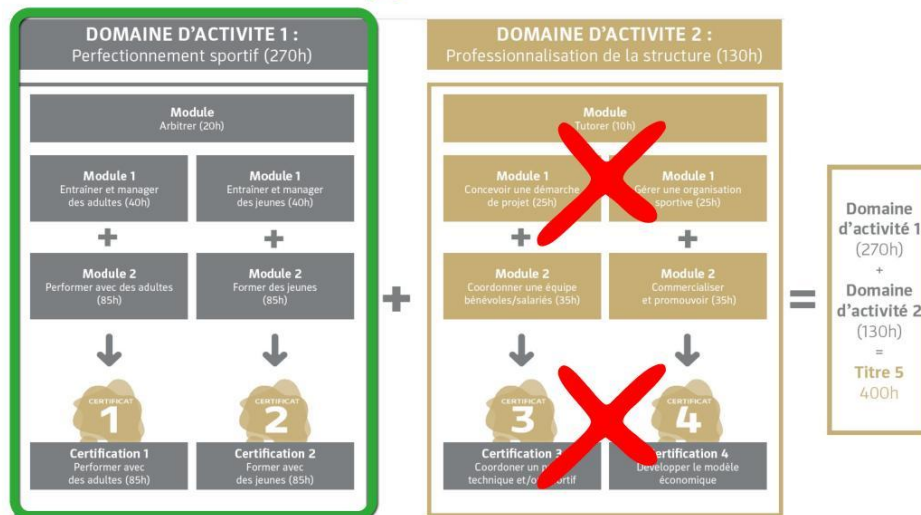 DOMAINE D'ACTIVITE 1 :
Perfectionnement sportif (270h)
Module
Arbitrer (20h)
Module 1
Entraîner et manager
des adultes (40h)
Module 1
Entraîner et manager
des jeunes (40h)
+
+
Module 2
Performer avec des adultes
(85h)
Module 2
Former des jeunes
(85h)
CERTIFICAT
1
CERTIFICAT
2
Certification 1
Performer avec
des adultes (85h)
Certification 2
Former avec
des jeunes (85h)
+
DOMAINE D'ACTIVITE 2 :
Professionnalisation de la structure (130h)
Module
Tutorer (10h)
Module 1
Concevoir une démarche
de projet (25h)
Module 1
Gérer une organisation
sportive (25h)
+
+
Module 2
Coordonner une équipe
bénévoles/salariés (35h)
Module 2
Commercialiser
et promouvoir (35h)
CERTIFICAT
3
CERTIFICAT
4
Certification 3
Coordonner un
technique et/ou
Certification 4
Développer le modèle
économique
=
Domaine
d'activité 1
(270h)
+
Domaine
d'activité 2
(130h)
=
Titre 5
400h